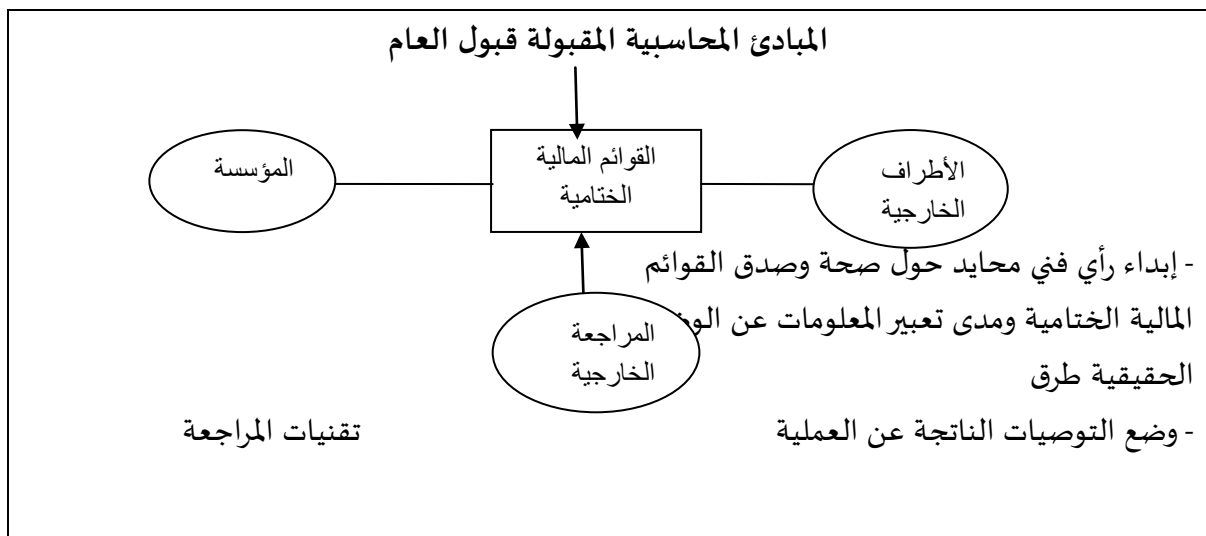 المبادئ المحاسبية المقبولة قبول العام
الأطراف
الخارجية
القوائم المالية
الختامية
المؤسسة
- إبداء رأي فني محايد حول صحة وصدق القوائم
المالية الختامية ومدى تعبير المعلومات عن
الحقيقية طرق
المراجعة
الخارجية
- وضع التوصيات الناتجة عن العملية
تقنيات المراجعة